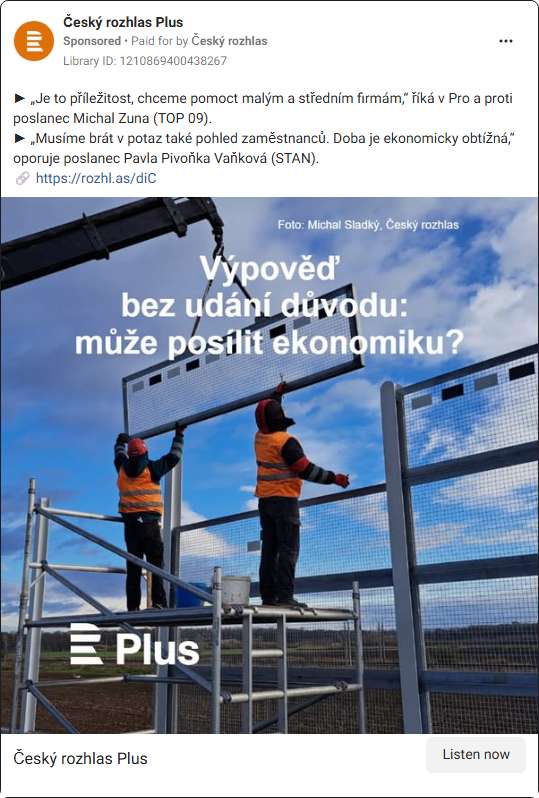 Český rozhlas Plus
Sponsored • Paid for by Český rozhlas
Library ID: 1210869400438267
► „Je to příležitost, chceme pomoct malým a středním firmám,“ říká v Pro a proti
poslanec Michal Zuna (TOP 09).
► „Musíme brát v potaz také pohled zaměstnanců. Doba je ekonomicky obtížná,“
oporuje poslanec Pavla Pivoňka Vaňková (STAN).
🔗 https://rozhl.as/diC
Foto: Michal Sladký, Český rozhlas
Výpověď
bez udání důvodu:
může posílit ekonomiku?
Plus
Český rozhlas Plus
Listen now